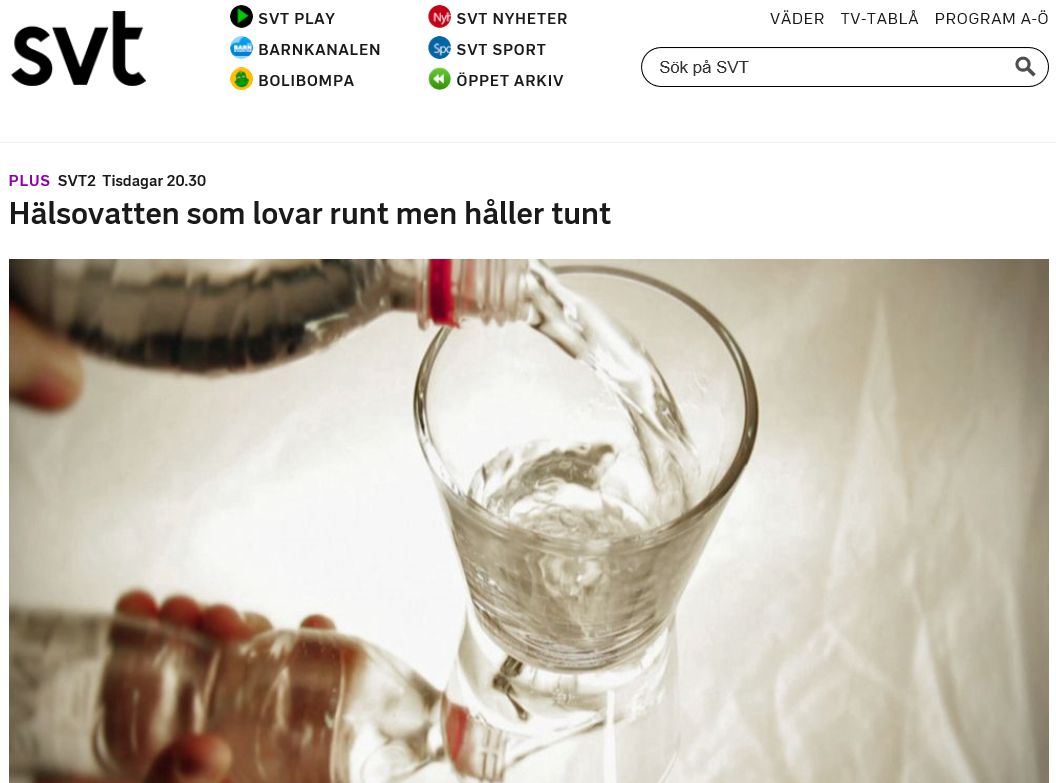 svt
SVT PLAY
BARNKANALEN
BOLIBOMPA
SVT NYHETER
SVT SPORT
ÖPPET ARKIV
VÄDER TV-TABLÅ PROGRAM A-Ö
Sök på SVT
PLUS SVT2 Tisdagar 20.30
Hälsovatten som lovar runt men håller tunt